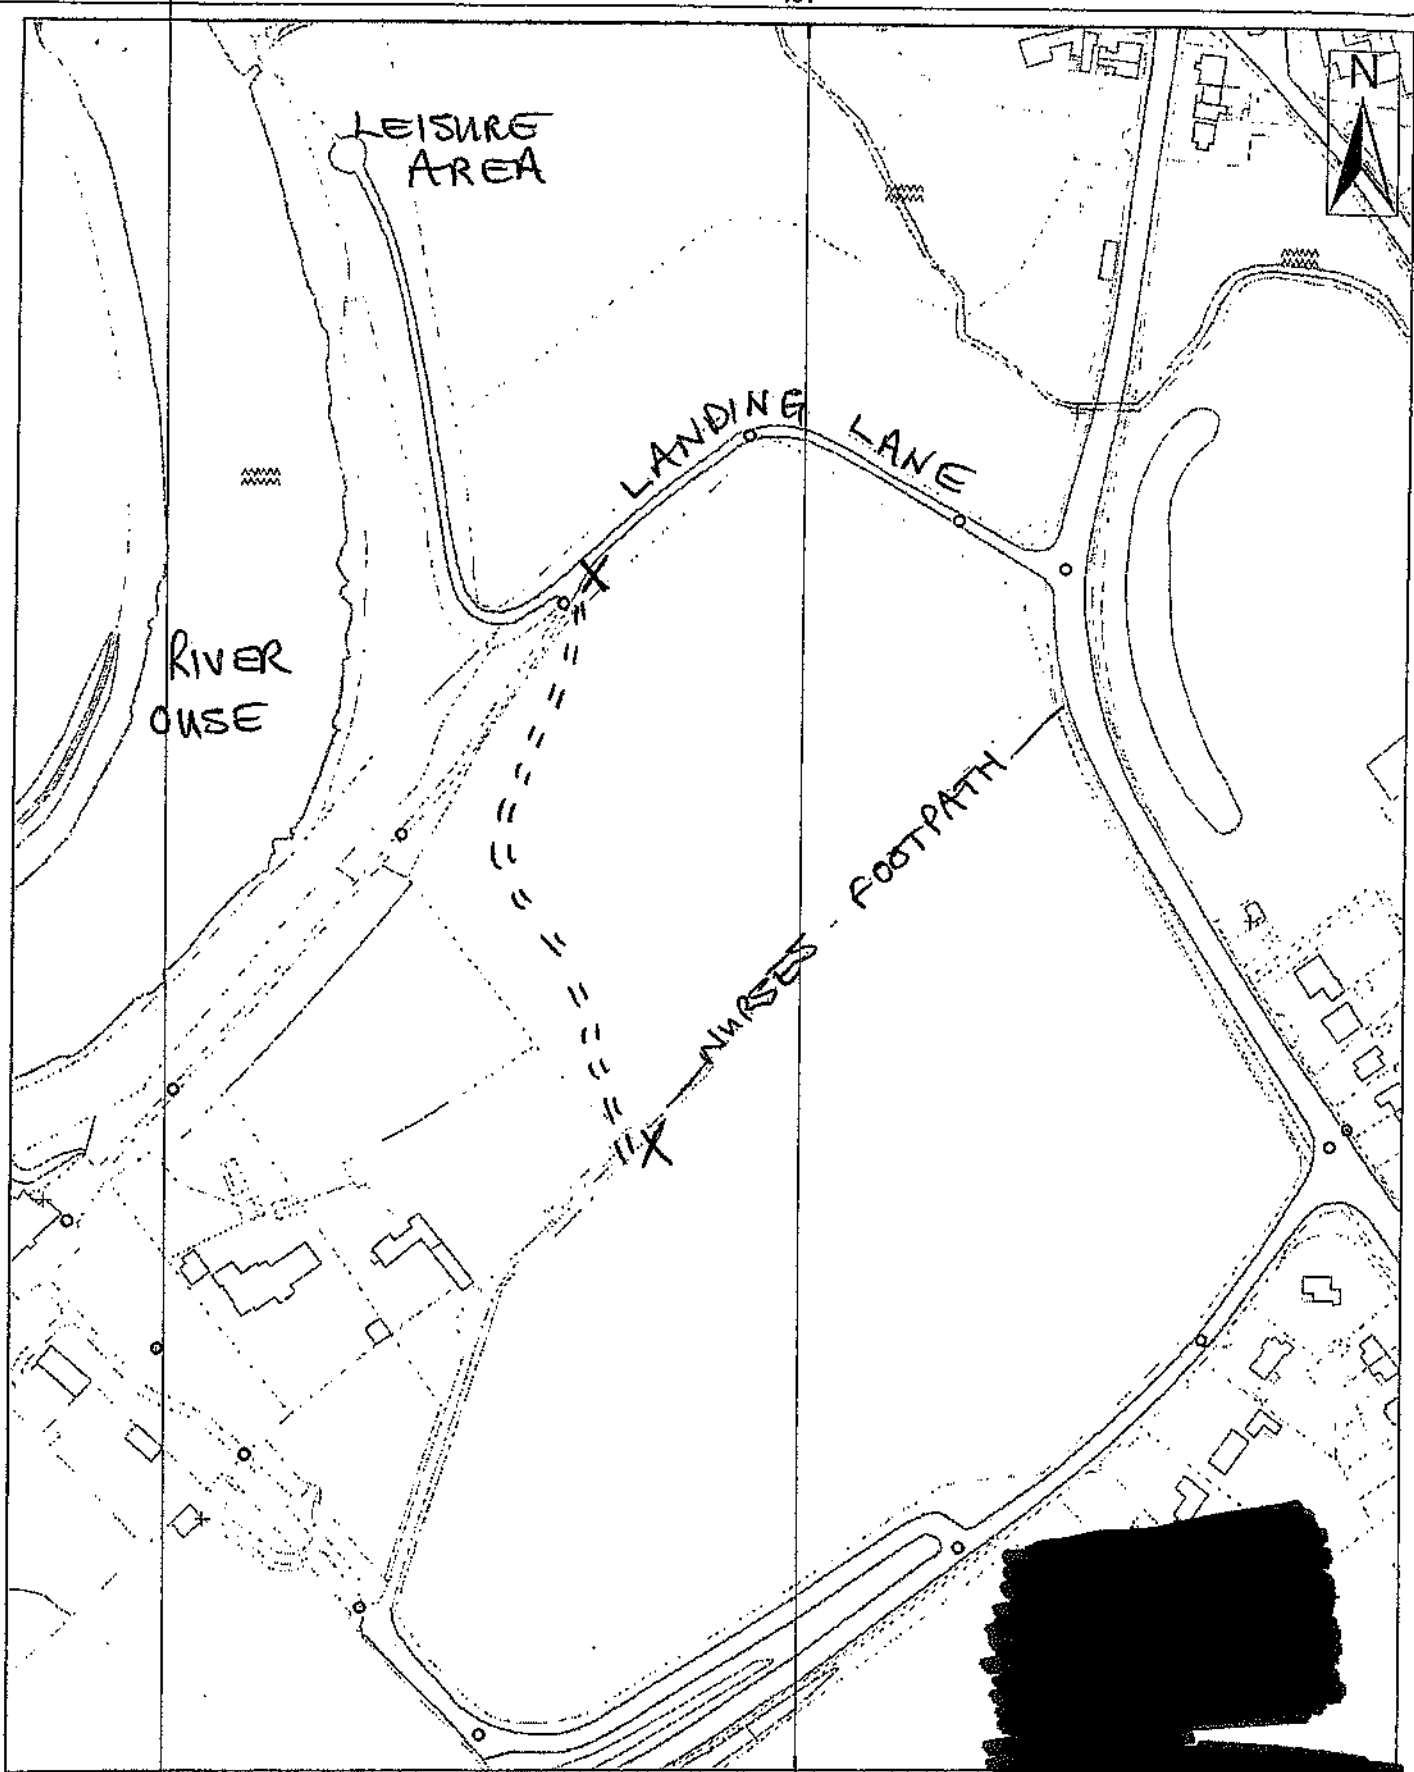 N
LEISURE
AREA
LANDING LANE
RIVER
OUSE
NURSES FOOTPATH
X
X